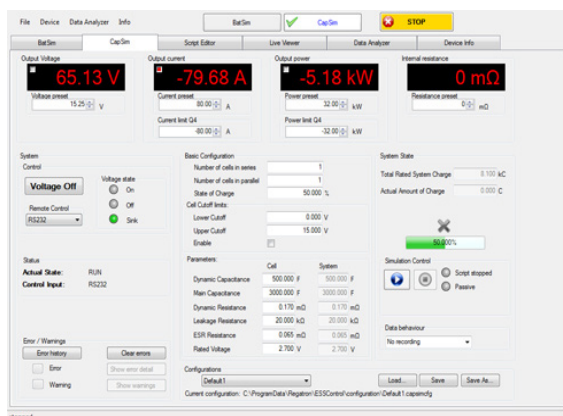 File Device Data Analyzer Info BatSim CapSim STOP
BatSim CapSim Script Editor Live Viewer Data Analyzer Device Info
Output Voltage Output current Output power Internal resistance
65.13 V -79.68 A -5.18 kW 0 mΩ
Voltage preset Current preset Power preset Resistance preset
15.25 V 80.00 A 32.00 kW 0 mΩ
Current limit Q4 Power limit Q4
-80.00 A -32.00 kW
System Basic Configuration System State
Control Number of cells in series 1
Total Rated System Charge 8.100 kC
Voltage Off Voltage state Number of cells in parallel 1
On State of Charge 50.000 % Actual Amount of Charge 0.000 C
Remote Control Off Cell Cutoff limits:
RS232 Sink Lower Cutoff 0.000 V
Upper Cutoff 15.000 V
Enable 50.000%
Status Parameters: Simulation Control
Cell System
Actual State: RUN Dynamic Capacitance 500.000 F 500.000 F Script stopped
Control Input: RS232 Main Capacitance 3000.000 F 3000.000 F Passive
Dynamic Resistance 0.170 mΩ 0.170 mΩ
Leakage Resistance 20.000 kΩ 20.000 kΩ
Data behaviour
ESR Resistance 0.065 mΩ 0.065 mΩ
Error / Warnings Rated Voltage 2.700 V 2.700 V No recording
Error history Clear errors
Error Show error detail Configurations
Warning Show warnings Default1 Load... Save Save As...
Current configuration: C:\ProgramData\Regatron\ESSControl\configuration\Default1.capsimcfg